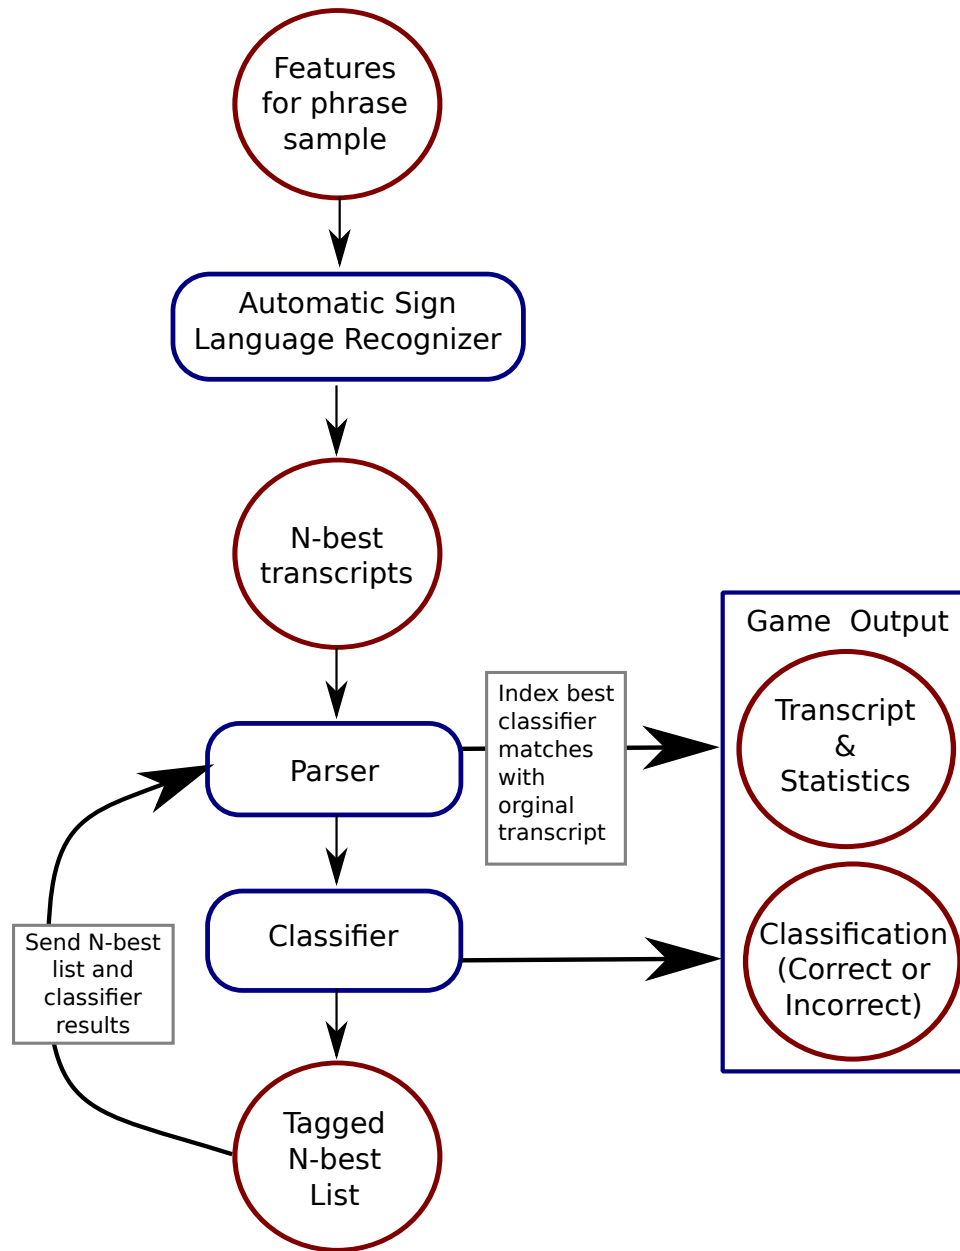 Features
for phrase
sample
Automatic Sign
Language Recognizer
N-best
transcripts
Parser
Index best
classifier
matches
with
orginal
transcript
Game Output
Transcript
&
Statistics
Classifier
Classification
(Correct or
Incorrect)
Send N-best
list and
classifier
results
Tagged
N-best
List